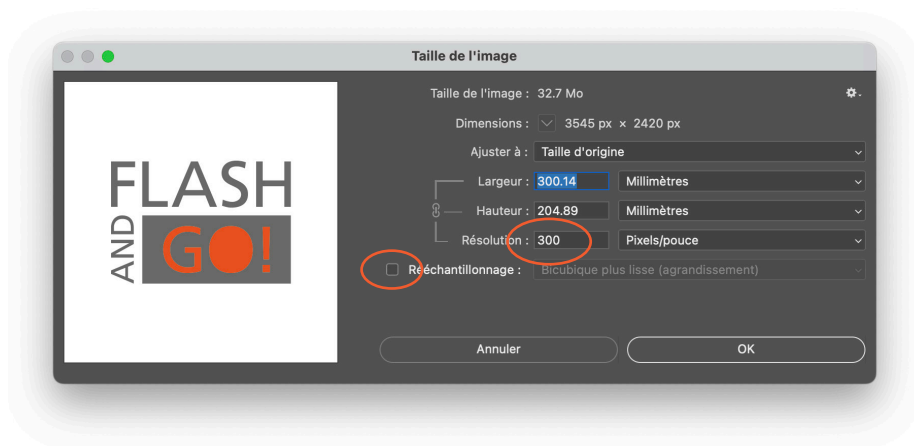 Taille de l'image
FLASH
AND
GO!
Taille de l'image : 32.7 Mo
Dimensions : 3545 px × 2420 px
Ajuster à : Taille d'origine
Largeur : 300.14 Millimètres
Hauteur : 204.89 Millimètres
Résolution : 300 Pixels/pouce
Rééchantillonnage : Bicubique plus lisse (agrandissement)
Annuler OK